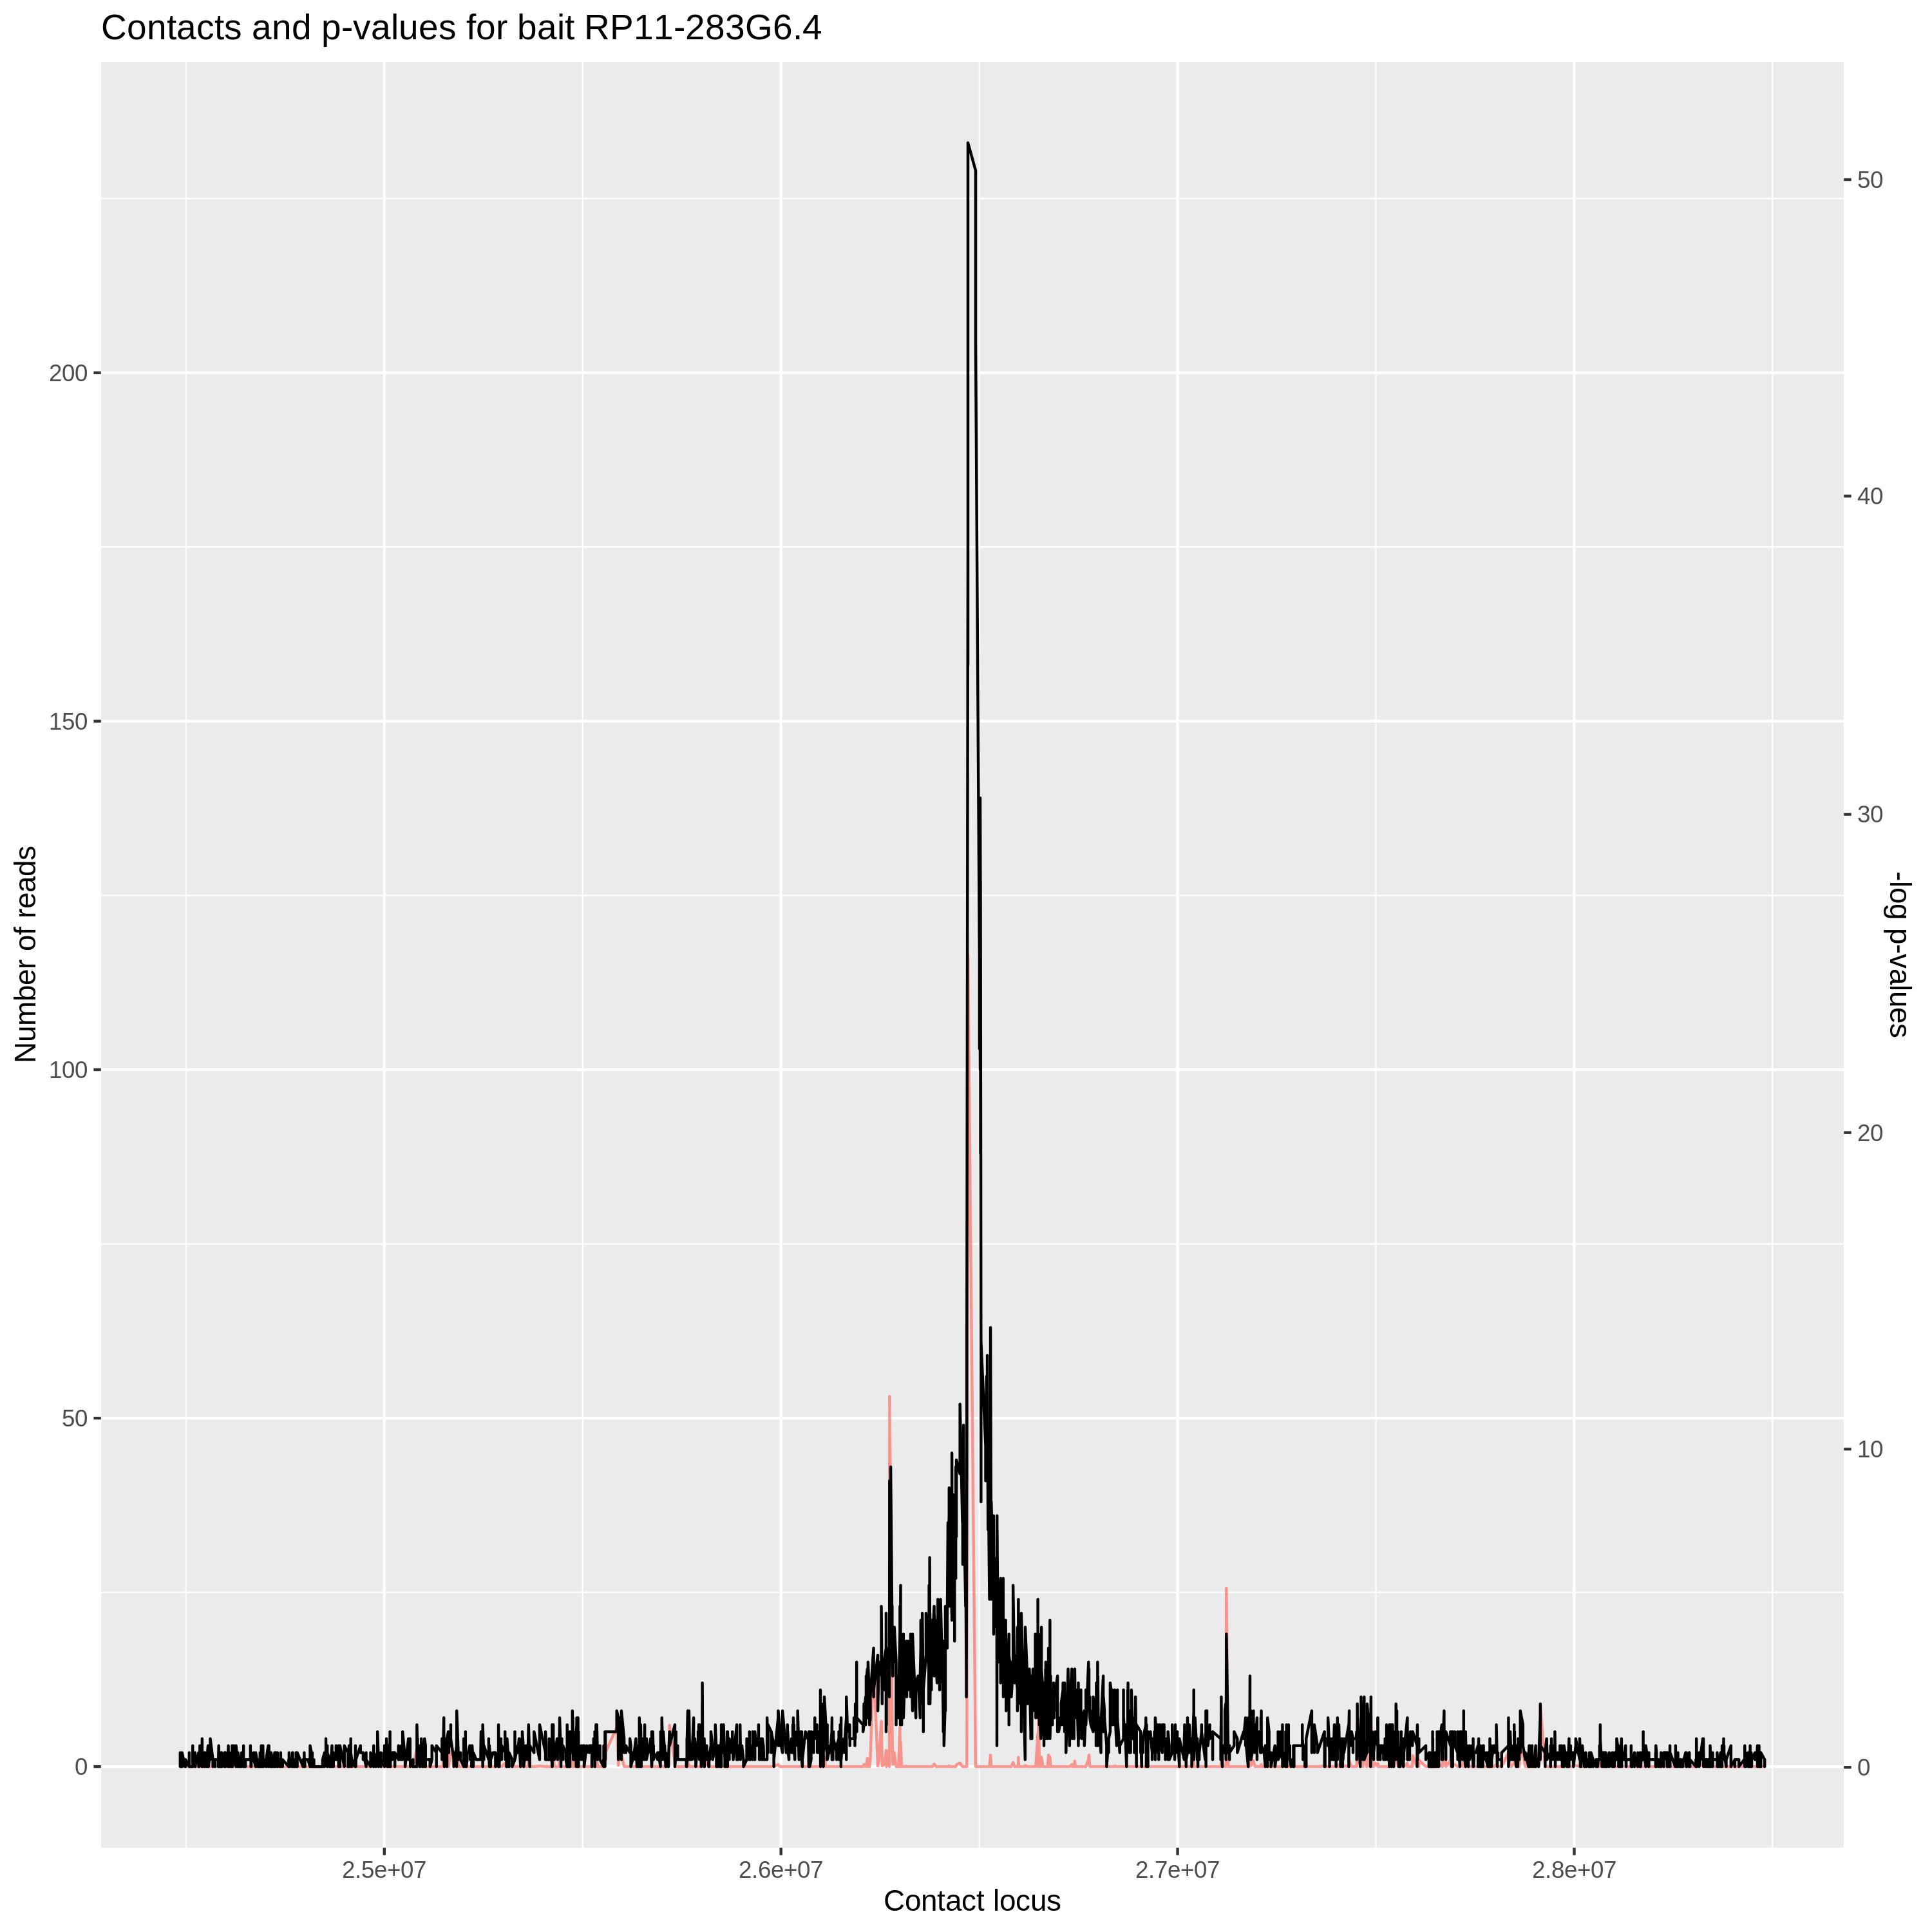 Contacts and p-values for bait RP11-283G6.4
Number of reads
200
150
100
50
0
50
40
30
20
10
0
-log p-values
2.5e+07 2.6e+07 2.7e+07 2.8e+07
Contact locus